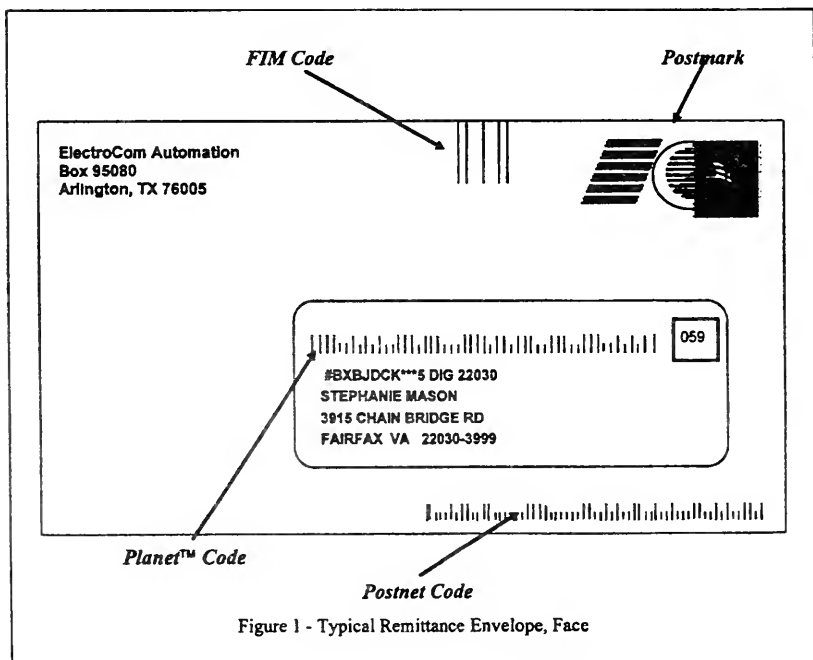 FIM Code
Postmark
ElectroCom Automation
Box 95080
Arlington, TX 76005
059
#BXBJDCK***5 DIG 22030
STEPHANIE MASON
3915 CHAIN BRIDGE RD
FAIRFAX VA 22030-3999
Planet™ Code
Postnet Code
Figure 1 - Typical Remittance Envelope, Face